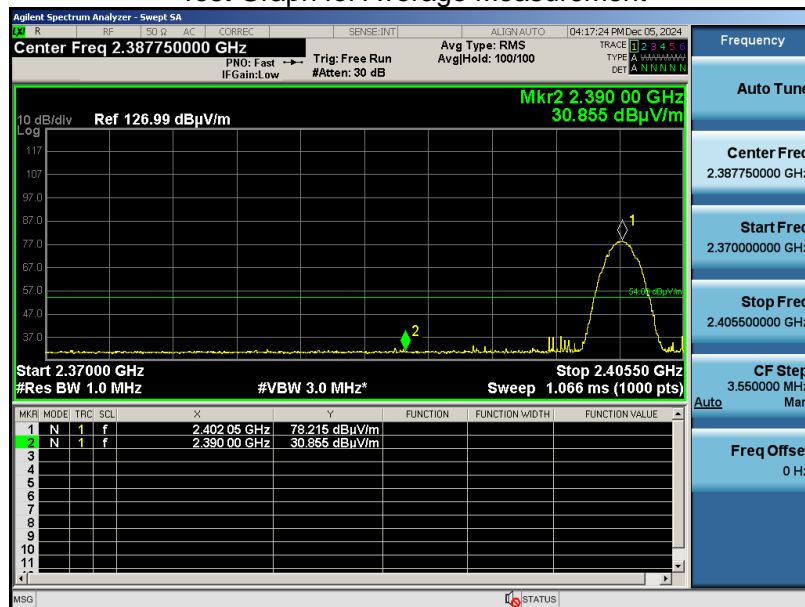 Test Graph for Average Measurement
Agilent Spectrum Analyzer - Swept SA
R RF 50 Ω AC CORREC SENSE:INT ALIGN AUTO 04:17:24 PM Dec 05, 2024
Center Freq 2.387750000 GHz
PNO: Fast
IFGain:Low
Trig: Free Run
#Atten: 30 dB
Avg Type: RMS
Avg|Hold: 100/100
TRACE 1 2 3 4 5 6
TYPE A WWWWW
DET A N N N N N
Mkr2 2.390 00 GHz
30.855 dBµV/m
10 dB/div Ref 126.99 dBµV/m
Log
117
107
97.0
87.0
77.0
67.0
57.0
47.0
37.0
1
2
54.00 dBµV/m
Start 2.37000 GHz Stop 2.40550 GHz
#Res BW 1.0 MHz #VBW 3.0 MHz* Sweep 1.066 ms (1000 pts)
MKR MODE TRC SCL X Y FUNCTION FUNCTION WIDTH FUNCTION VALUE
1 N 1 f 2.402 05 GHz 78.215 dBµV/m
2 N 1 f 2.390 00 GHz 30.855 dBµV/m
3
4
5
6
7
8
9
10
11
MSG STATUS
Frequency
Auto Tune
Center Freq
2.387750000 GH
Start Freq
2.370000000 GH
Stop Freq
2.405500000 GH
CF Step
3.550000 MH
Auto Man
Freq Offset
0 H